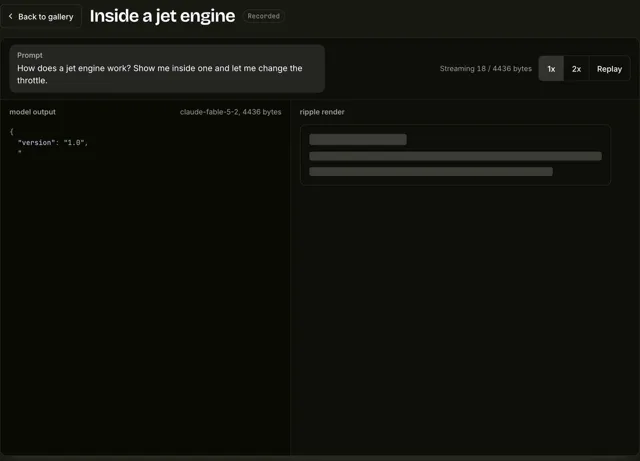 Back to gallery
Inside a jet engine
Recorded
Prompt
How does a jet engine work? Show me inside one and let me change the
throttle.
Streaming 18 / 4436 bytes
1x
2x
Replay
model output
claude-fable-5-2, 4436 bytes
ripple render
{
"version": "1.0",
"